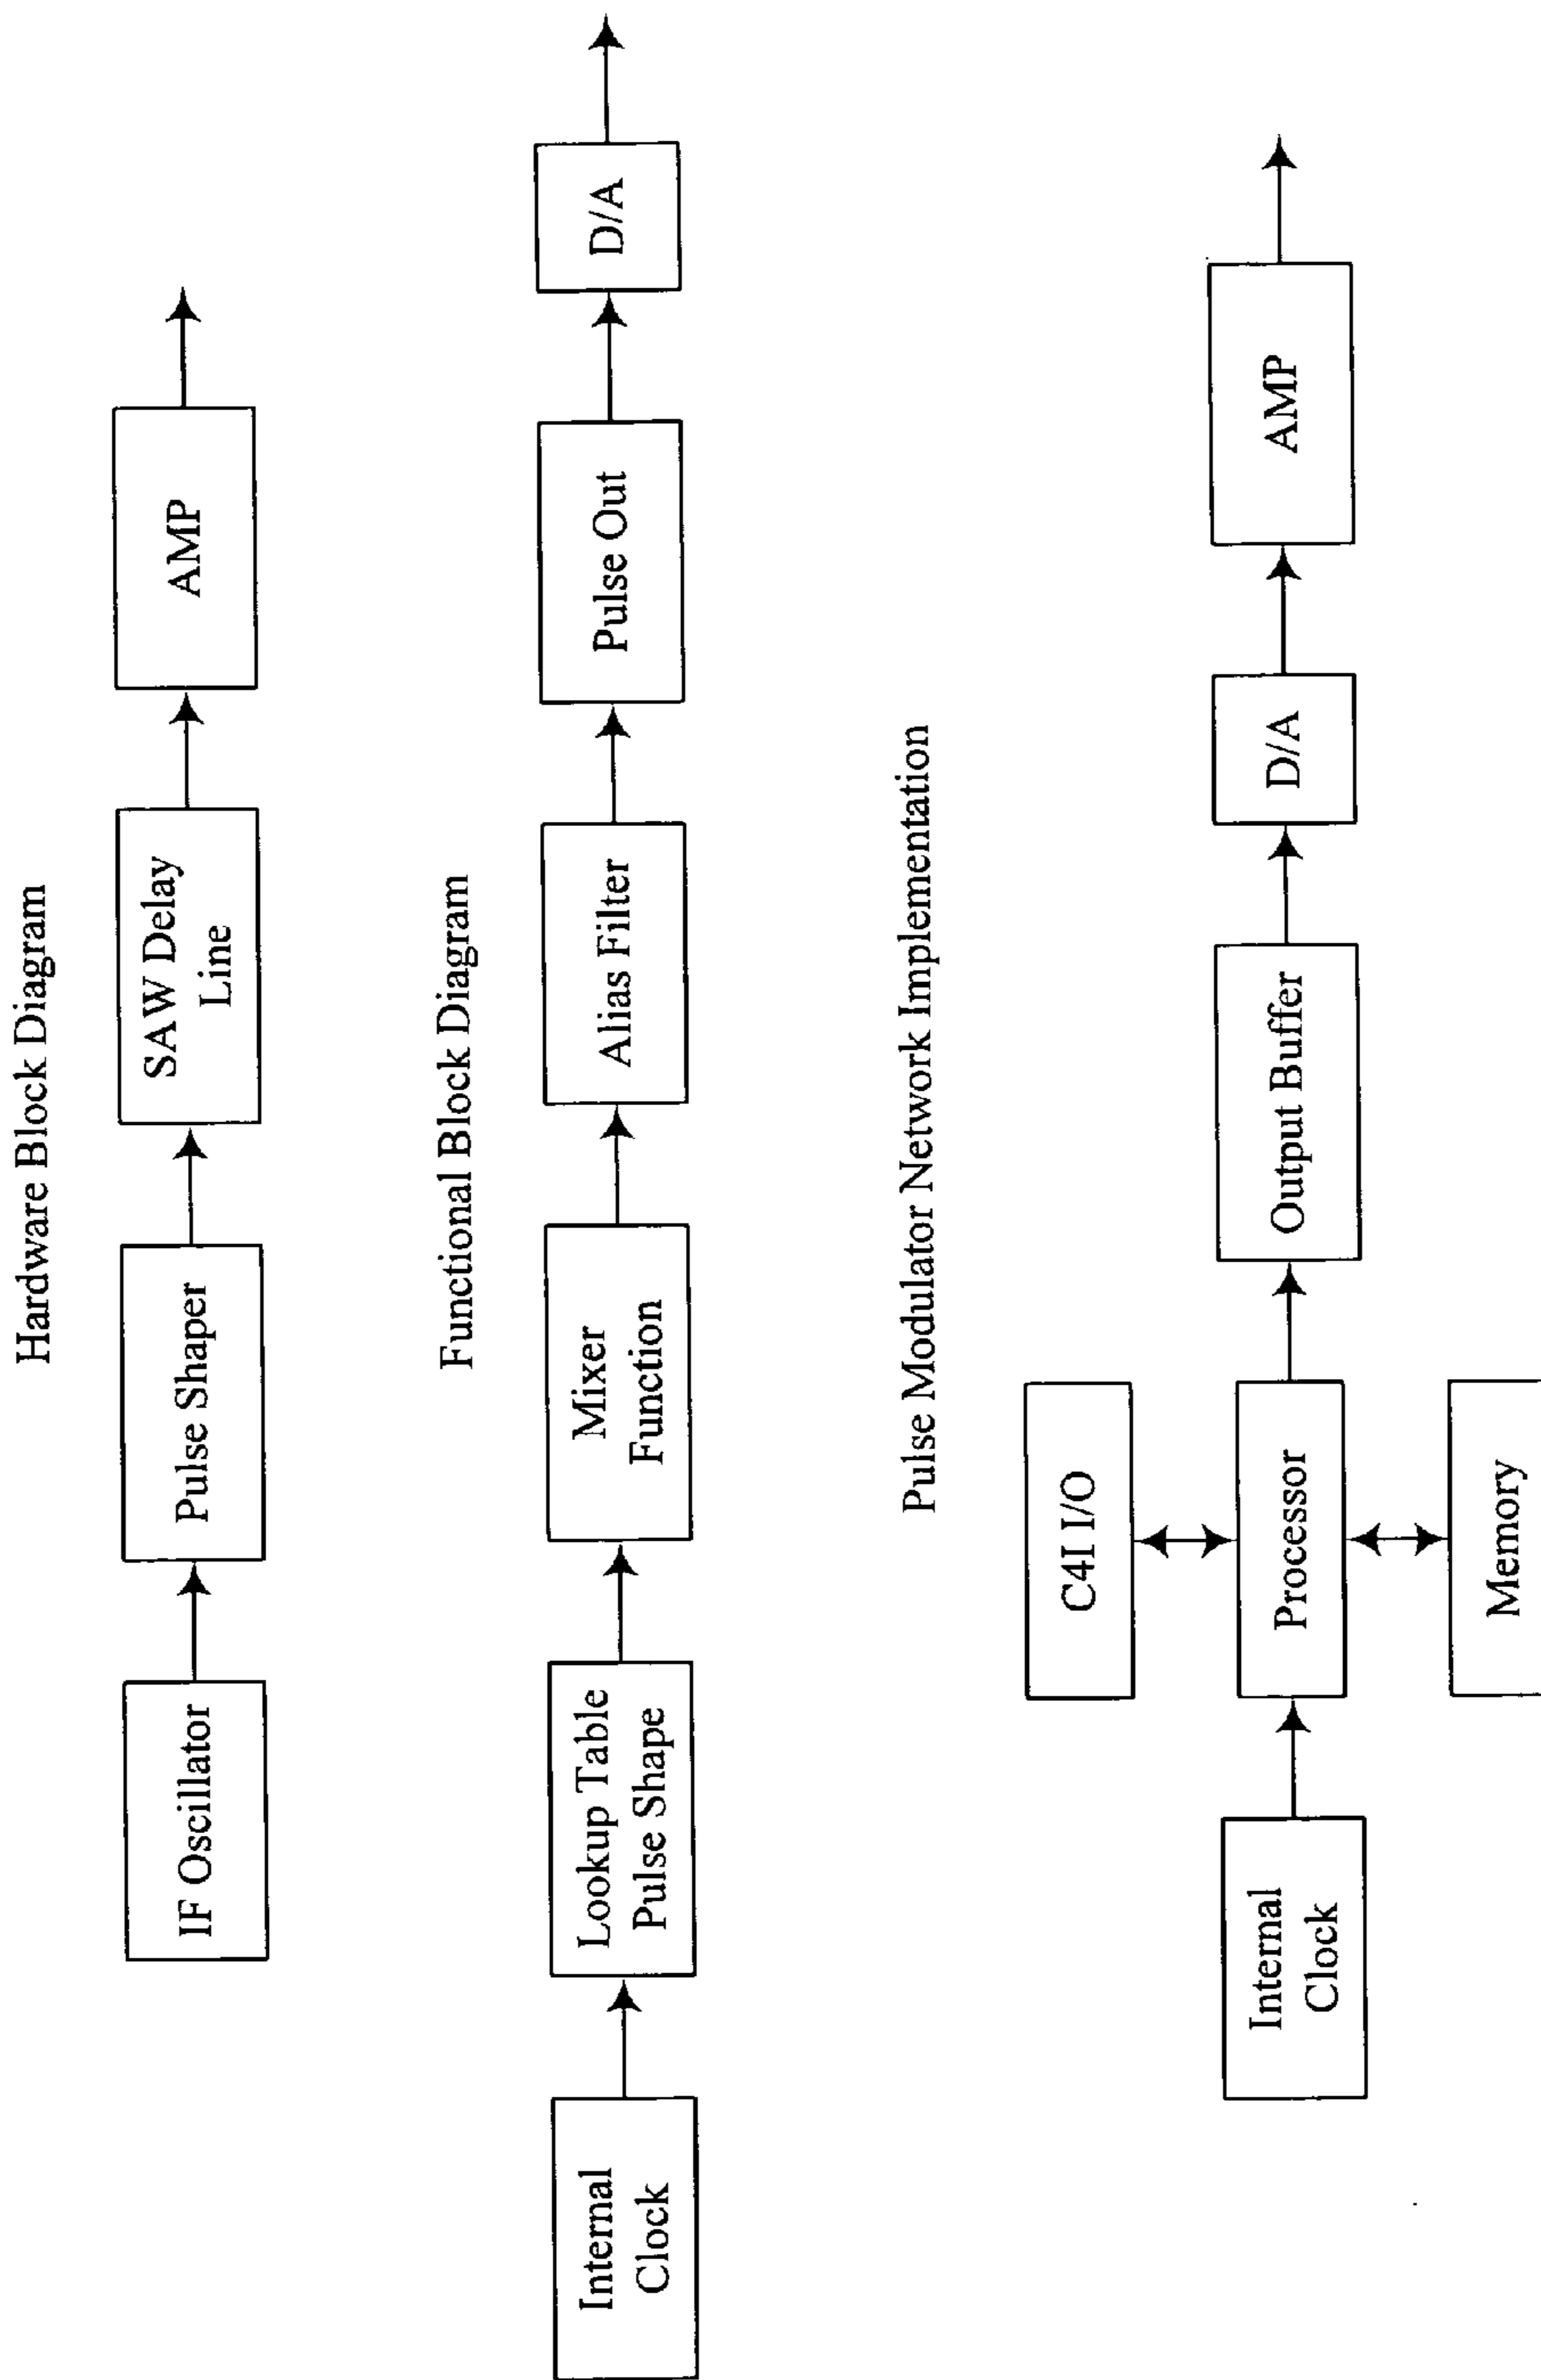 Hardware Block Diagram
IF Oscillator
Pulse Shaper
SAW Delay
Line
AMP
Functional Block Diagram
Internal
Clock
Lookup Table
Pulse Shape
Mixer
Function
Alias Filter
Pulse Out
D/A
Pulse Modulator Network Implementation
Internal
Clock
C4I I/O
Processor
Memory
Output Buffer
D/A
AMP